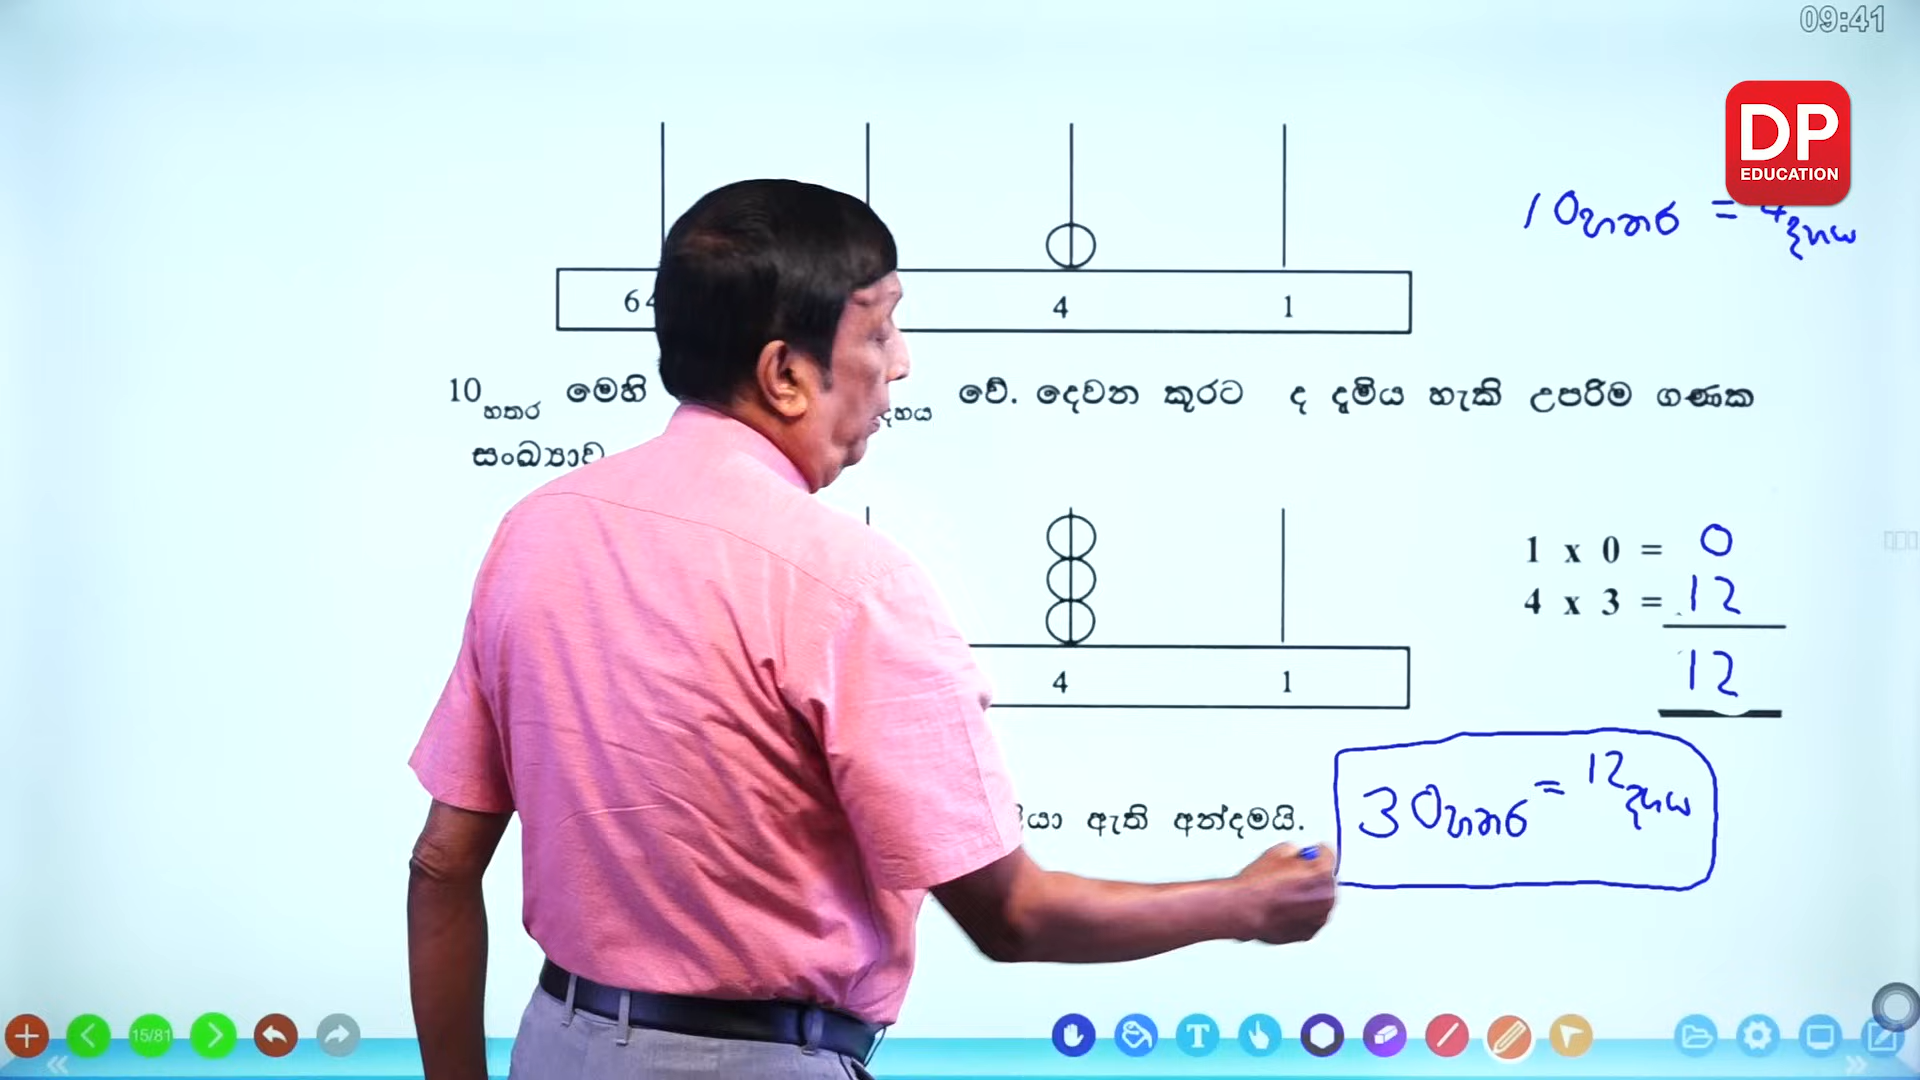 09:41
DP
EDUCATION
10හතර = 4දහය
64 4 1
10හතර මෙහි දහය වේ. දෙවන කූරට ද දැමිය හැකි උපරිම ගණක
සංඛ්‍යාව
1 x 0 = 0
4 x 3 = 12
12
4 1
ඇති අන්දමයි.
30හතර = 12දහය
15/81